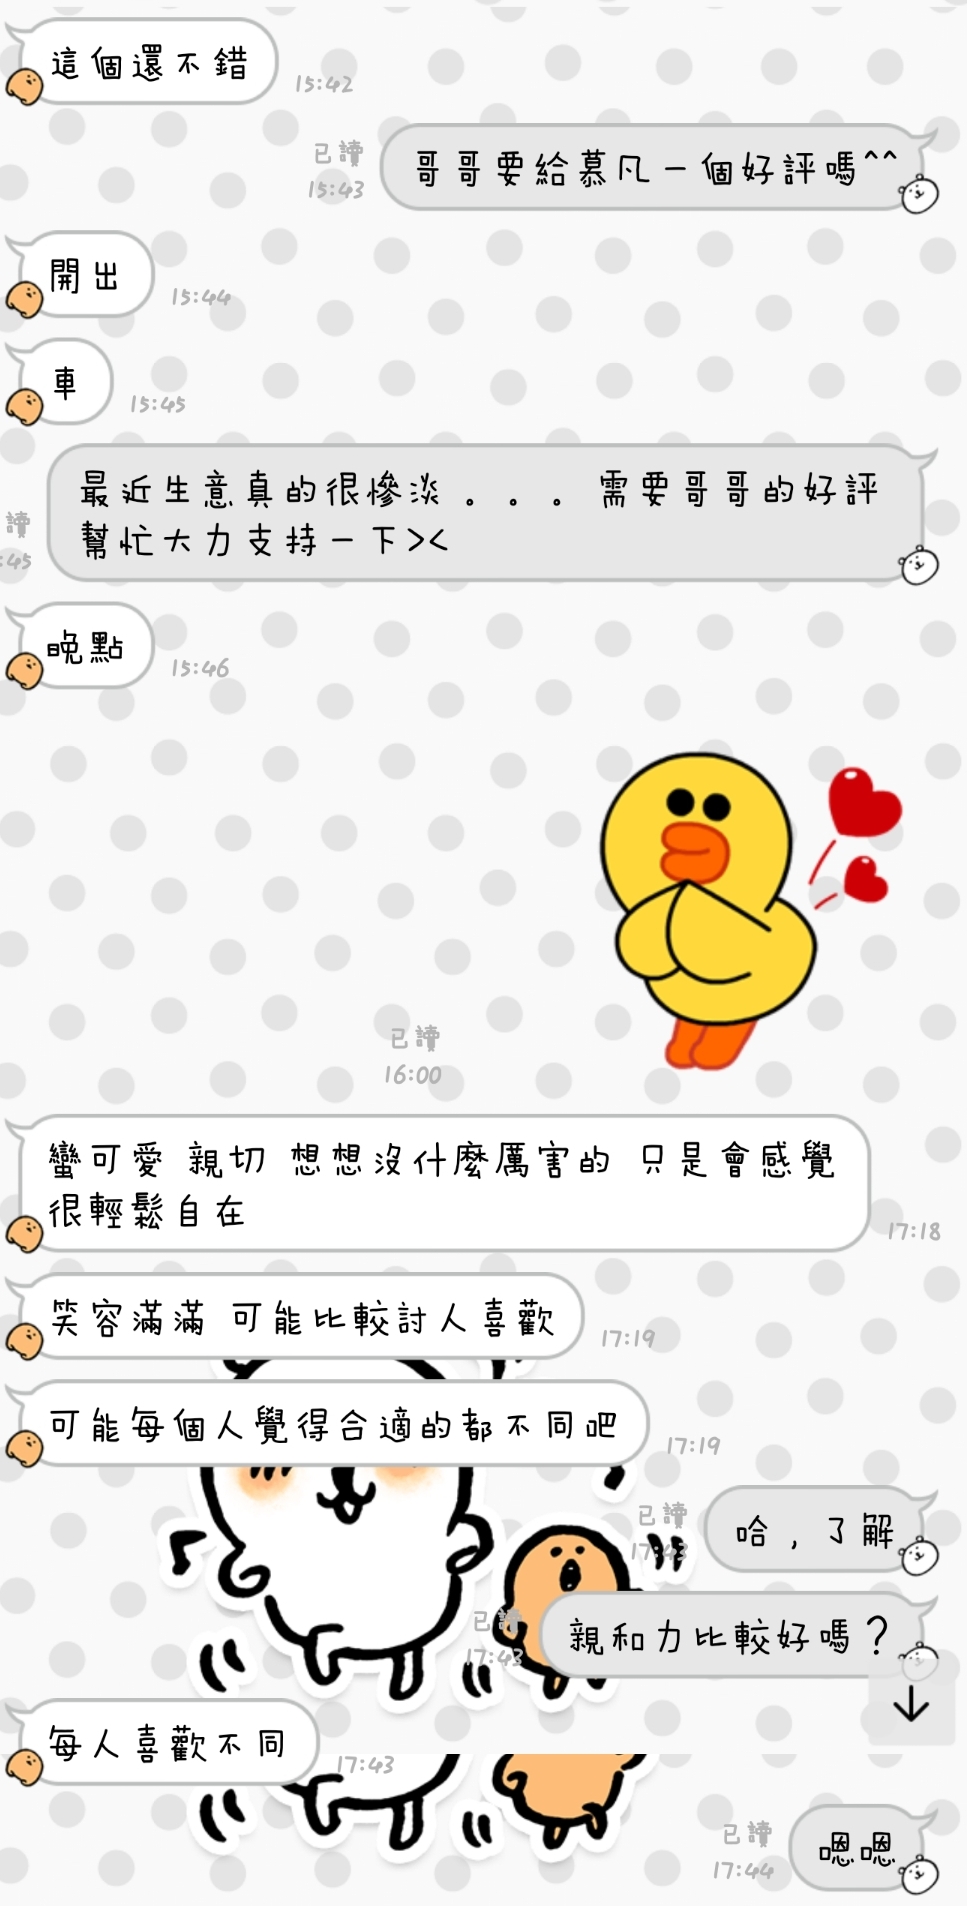 這個還不錯
15:42
哥哥要給慕凡一個好評嗎^^
已讀
15:43
開出
15:44
車
15:45
最近生意真的很慘淡。。。需要哥哥的好評
幫忙大力支持一下><
讀
:45
晚點
15:46
已讀
16:00
蠻可愛 親切 想想沒什麼厲害的 只是會感覺
很輕鬆自在
17:18
笑容滿滿 可能比較討人喜歡
17:19
可能每個人覺得合適的都不同吧
17:19
哈,了解
已讀
17:43
親和力比較好嗎?
已讀
17:43
每人喜歡不同
17:43
嗯嗯
已讀
17:44